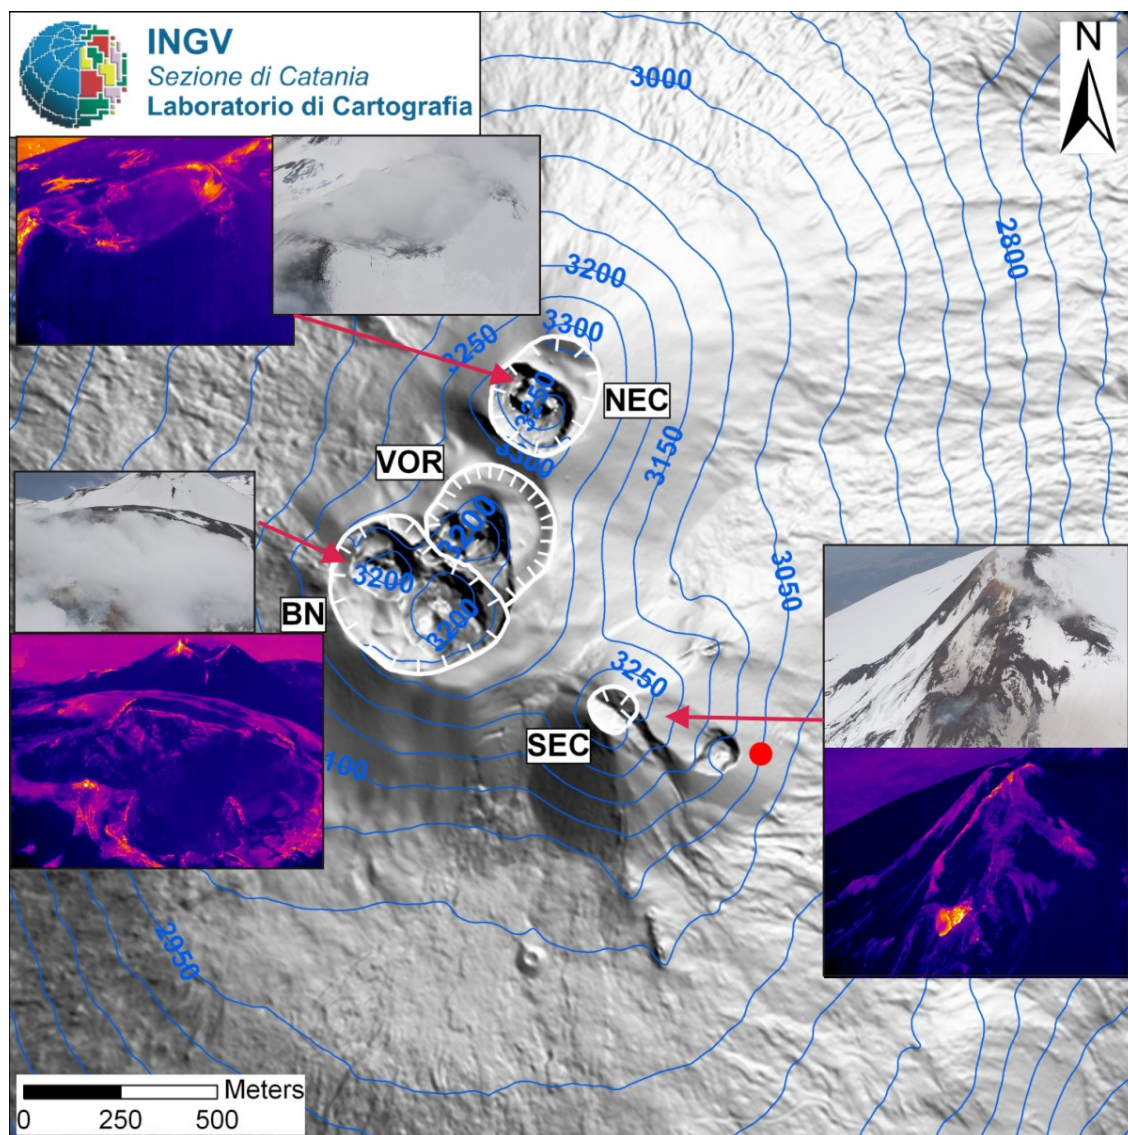 INGV
Sezione di Catania
Laboratorio di Cartografia
N
3000
2800
3200
3300
3250
3250
NEC
3300
VOR
3150
3200
3200
3200
BN
3050
3250
SEC
100
2950
Meters
0 250 500